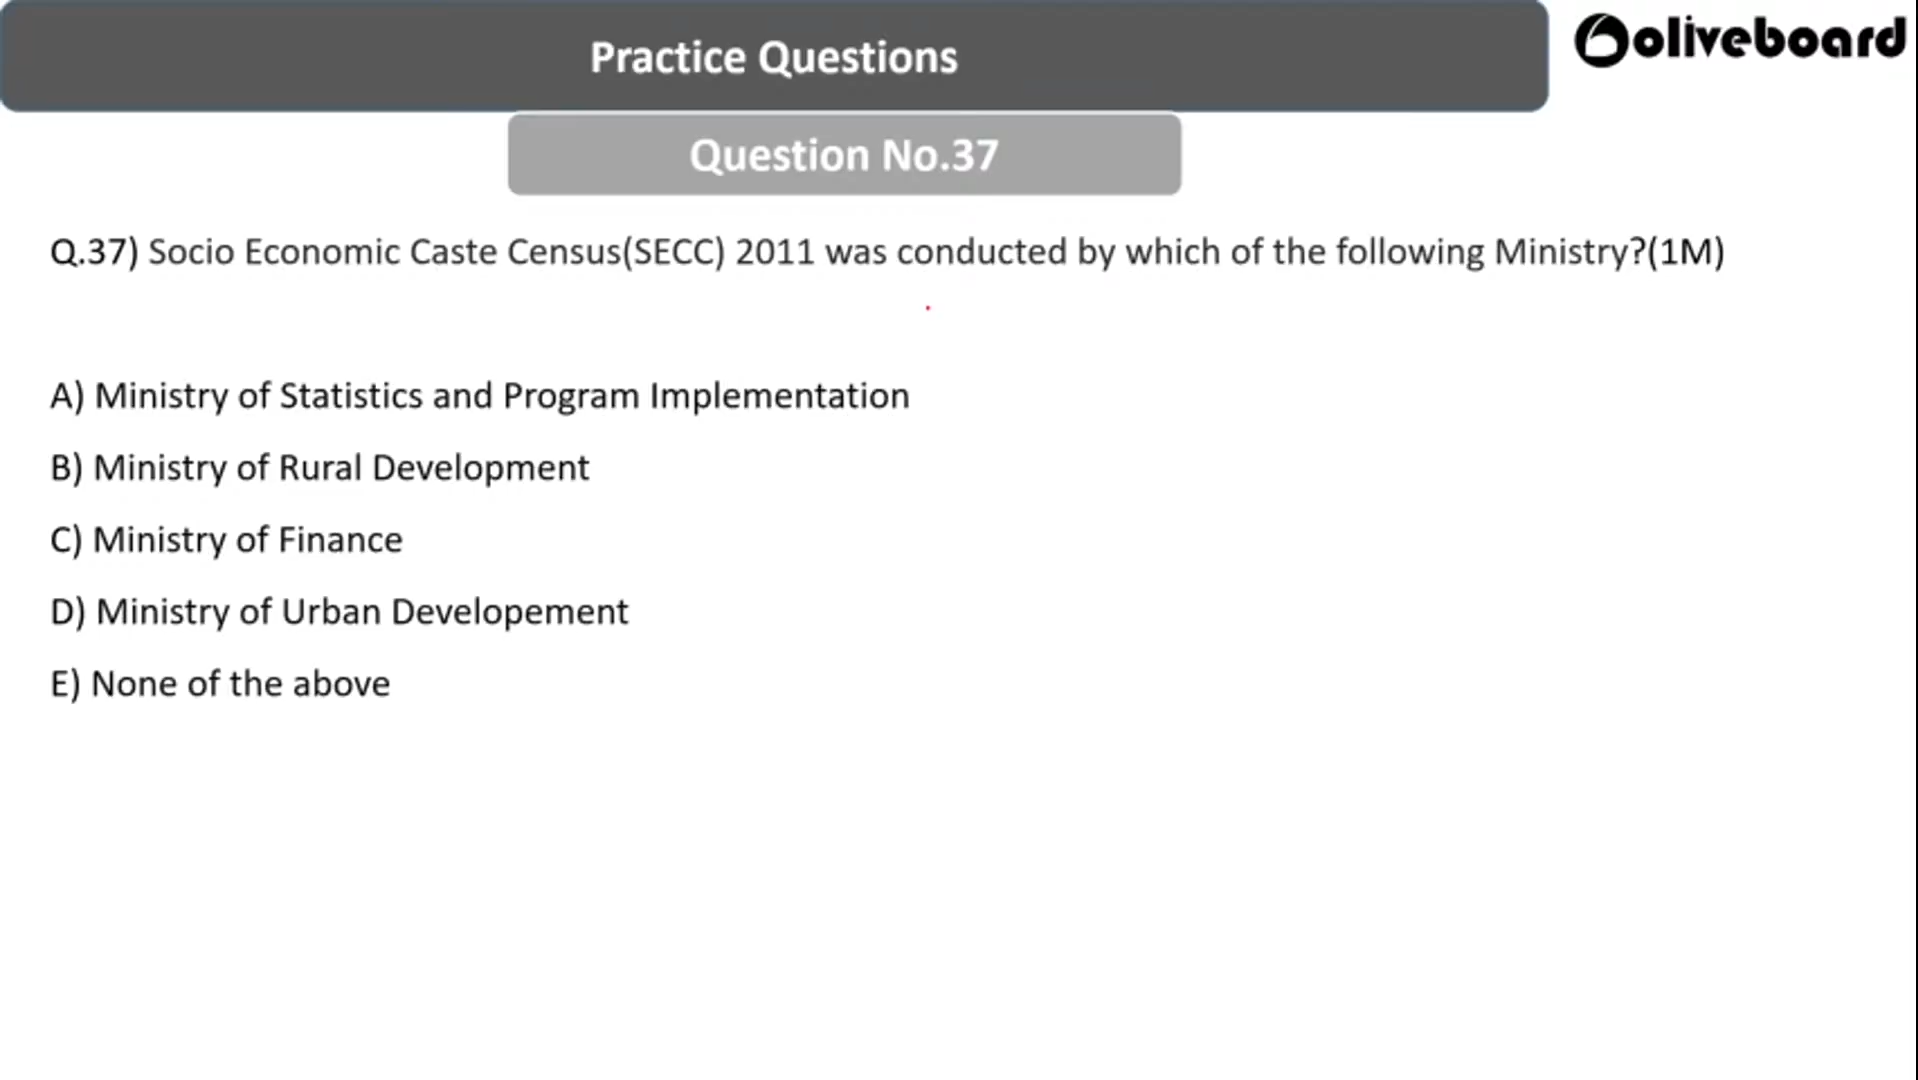 Practice Questions
oliveboard
Question No.37
Q.37) Socio Economic Caste Census(SECC) 2011 was conducted by which of the following Ministry?(1M)
A) Ministry of Statistics and Program Implementation
B) Ministry of Rural Development
C) Ministry of Finance
D) Ministry of Urban Developement
E) None of the above